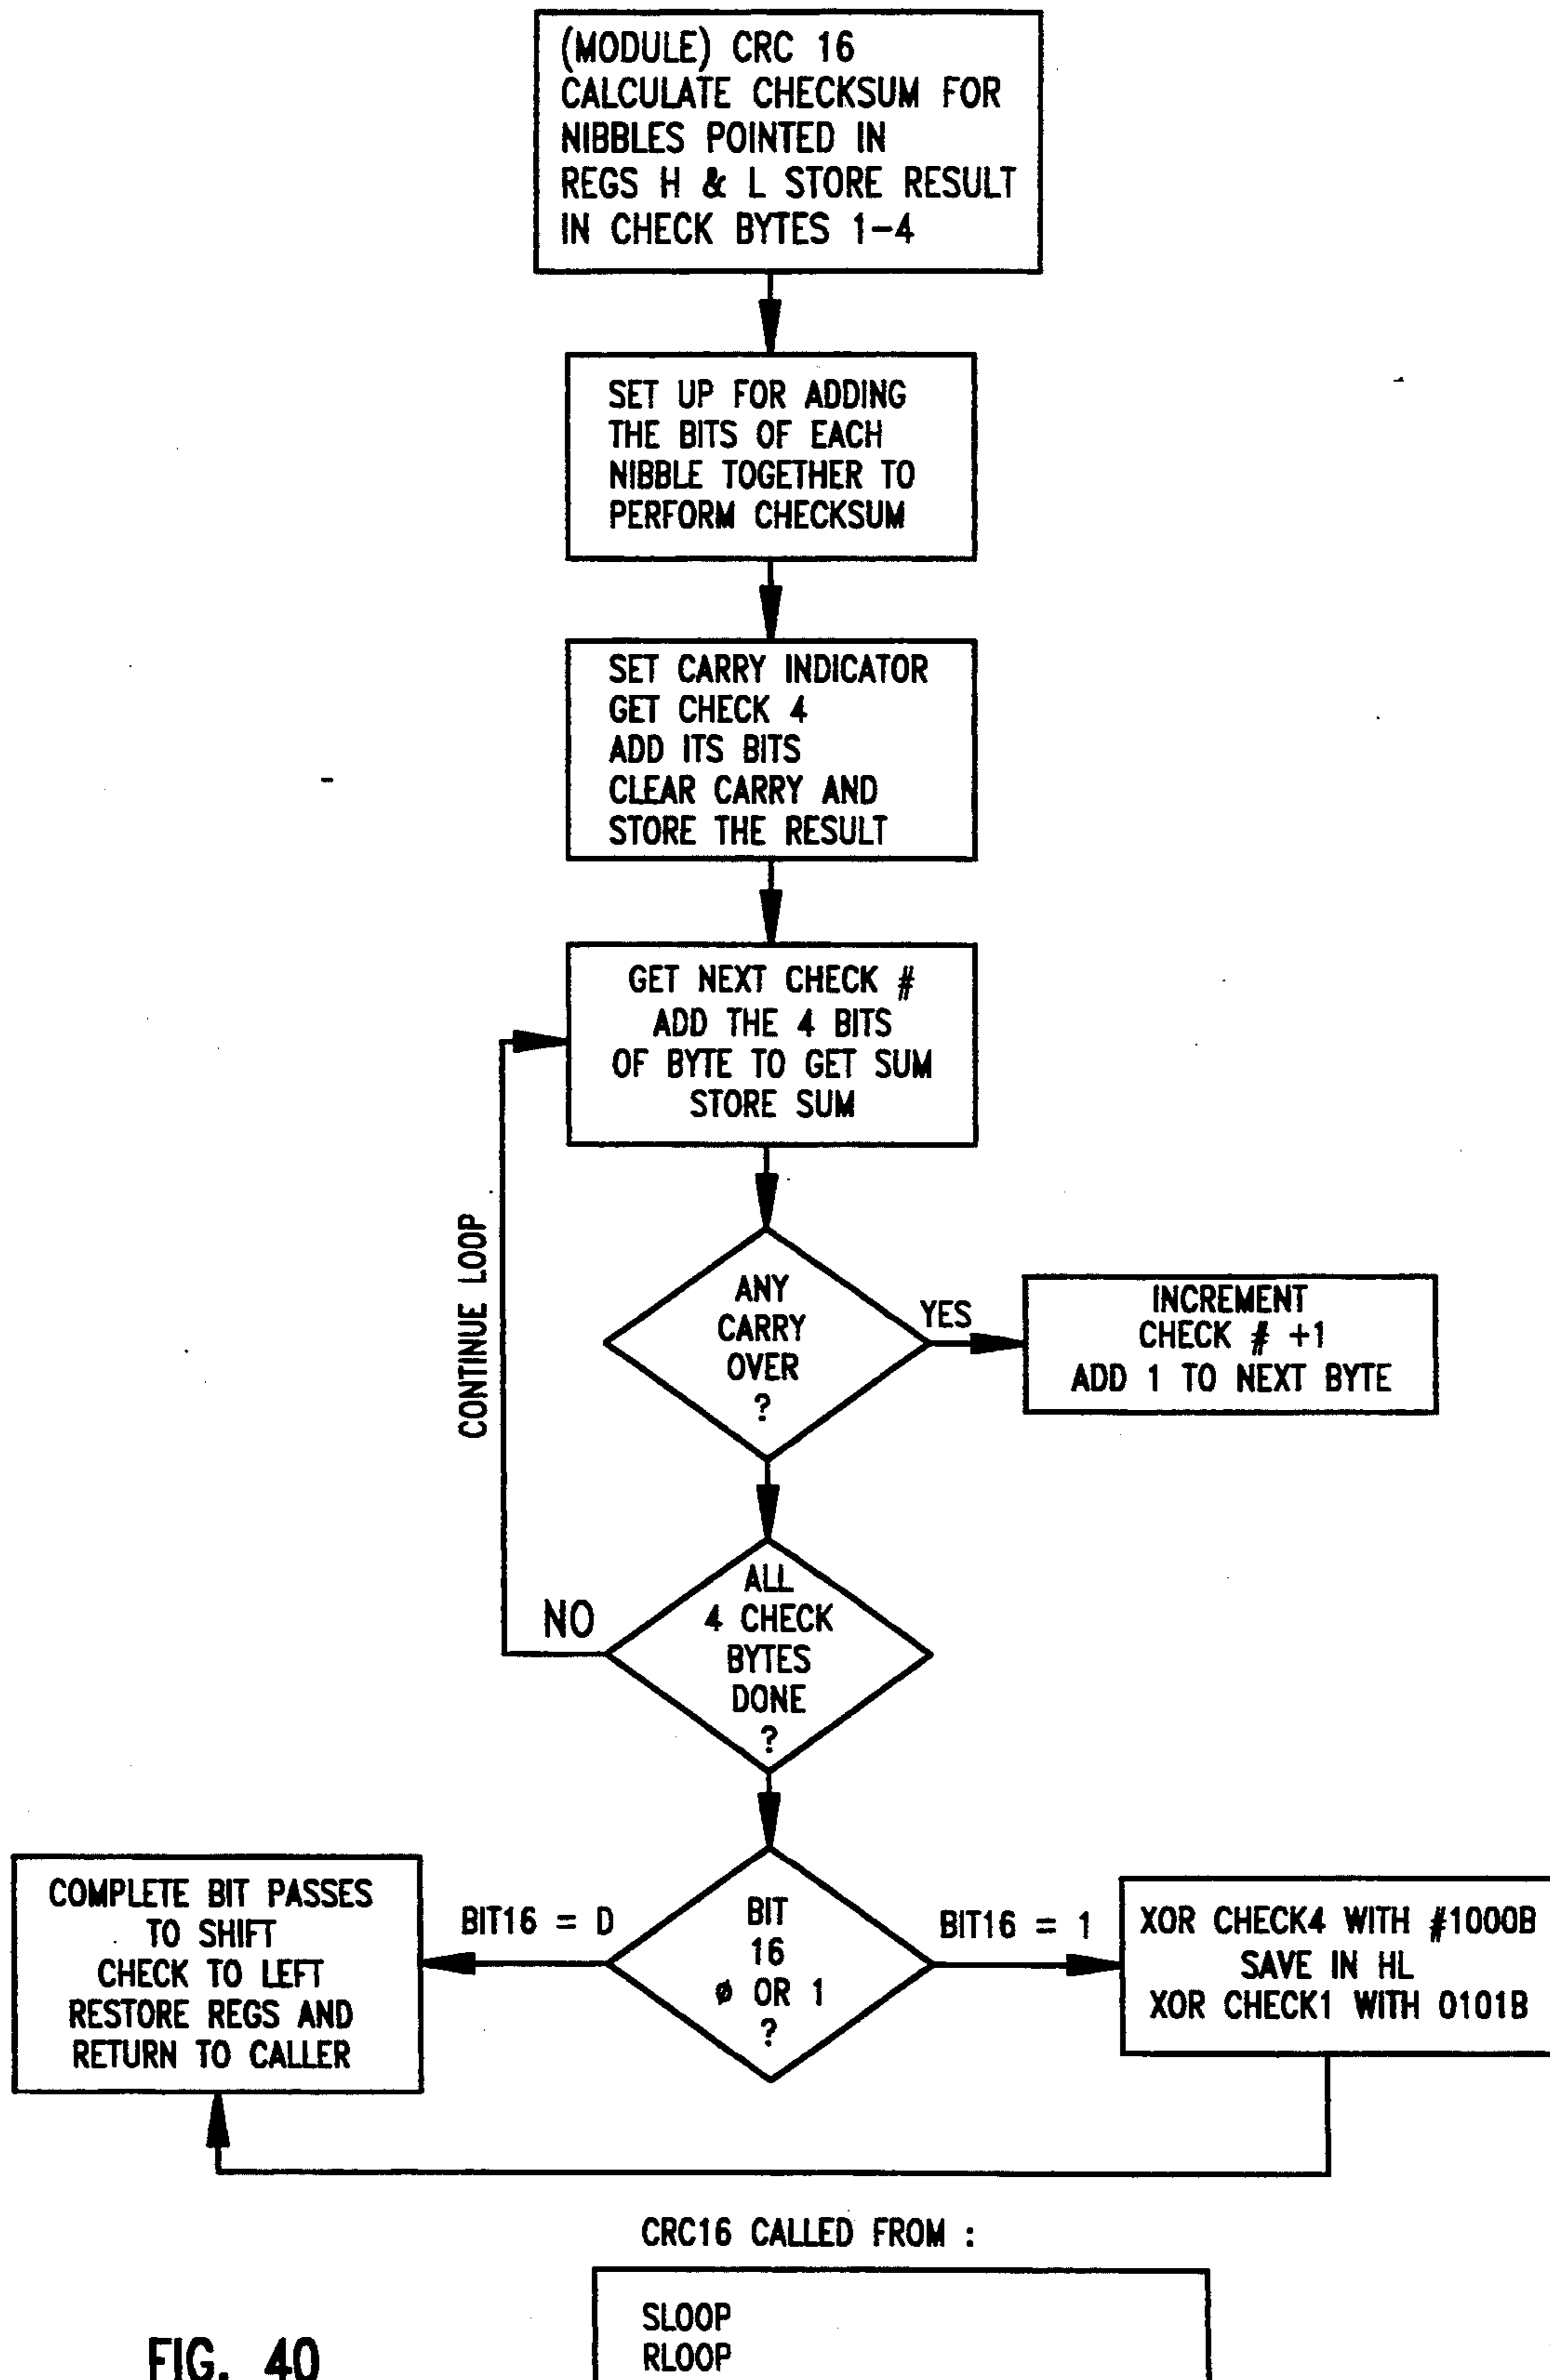 (MODULE) CRC 16
CALCULATE CHECKSUM FOR
NIBBLES POINTED IN
REGS H & L STORE RESULT
IN CHECK BYTES 1-4
SET UP FOR ADDING
THE BITS OF EACH
NIBBLE TOGETHER TO
PERFORM CHECKSUM
SET CARRY INDICATOR
GET CHECK 4
ADD ITS BITS
CLEAR CARRY AND
STORE THE RESULT
GET NEXT CHECK #
ADD THE 4 BITS
OF BYTE TO GET SUM
STORE SUM
CONTINUE LOOP
ANY
CARRY
OVER
?
YES
INCREMENT
CHECK # +1
ADD 1 TO NEXT BYTE
ALL
4 CHECK
BYTES
DONE
?
NO
BIT
16
ø OR 1
?
BIT16 = D
COMPLETE BIT PASSES
TO SHIFT
CHECK TO LEFT
RESTORE REGS AND
RETURN TO CALLER
BIT16 = 1
XOR CHECK4 WITH #1000B
SAVE IN HL
XOR CHECK1 WITH 0101B
CRC16 CALLED FROM :
SLOOP
RLOOP
FIG. 40